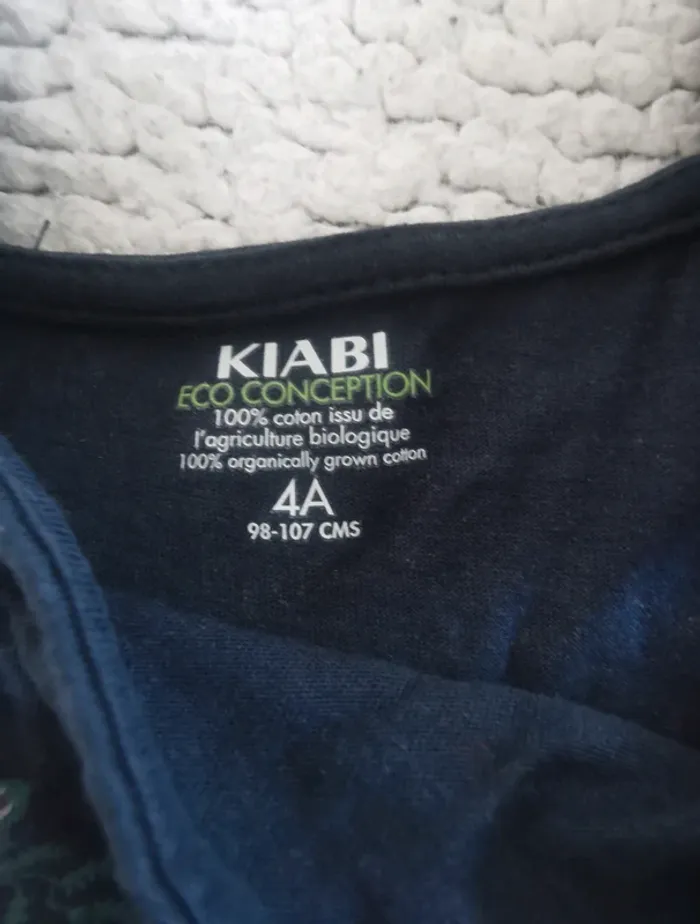 KIABI
ECO CONCEPTION
100% coton issu de
l'agriculture biologique
100% organically grown cotton
4A
98-107 CMS